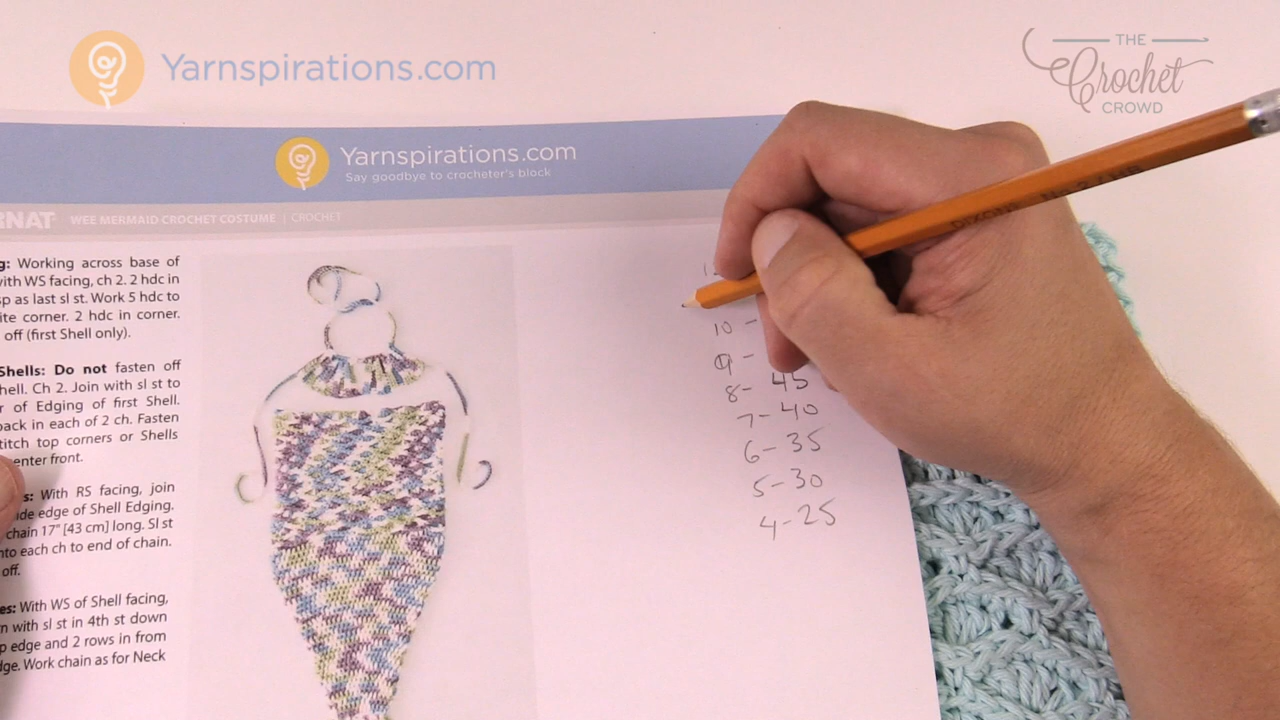 Yarnspirations.com
THE
Crochet
CROWD
Yarnspirations.com
Say goodbye to crocheter's block
RNAT WEE MERMAID CROCHET COSTUME | CROCHET
g: Working across base of
with WS facing, ch 2. 2 hdc in
sp as last sl st. Work 5 hdc to
ite corner. 2 hdc in corner.
off (first Shell only).
Shells: Do not fasten off
hell. Ch 2. Join with sl st to
r of Edging of first Shell.
back in each of 2 ch. Fasten
titch top corners or Shells
enter front.
s: With RS facing, join
ide edge of Shell Edging.
chain 17" [43 cm] long. Sl st
nto each ch to end of chain.
off.
es: With WS of Shell facing,
n with sl st in 4th st down
p edge and 2 rows in from
dge. Work chain as for Neck
10 -
9 -
8- 45
7- 40
6- 35
5- 30
4- 25
DIXON